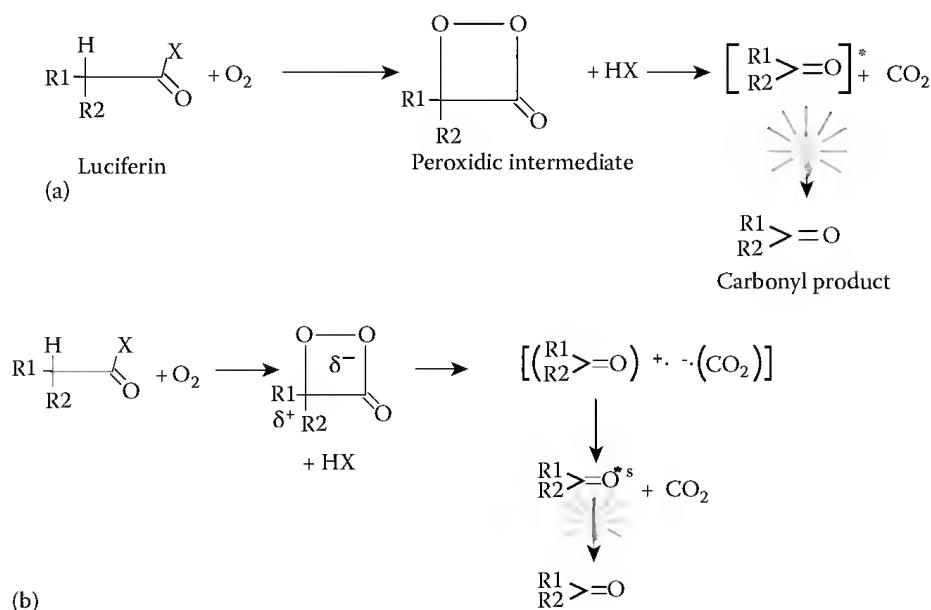 H X
R1 + O2
R2 O
Luciferin
(a)
O O
R1 O
R2
Peroxidic intermediate
+ HX
[R1 R2 >=O]* + CO2
R1 R2 >=O
Carbonyl product
H X
R1 + O2
R2 O
O O
δ−
R1 O
δ+ R2
+ HX
[(R1 R2 >=O) +· −·(CO2)]
R1 R2 >=O* s + CO2
R1 R2 >=O
(b)